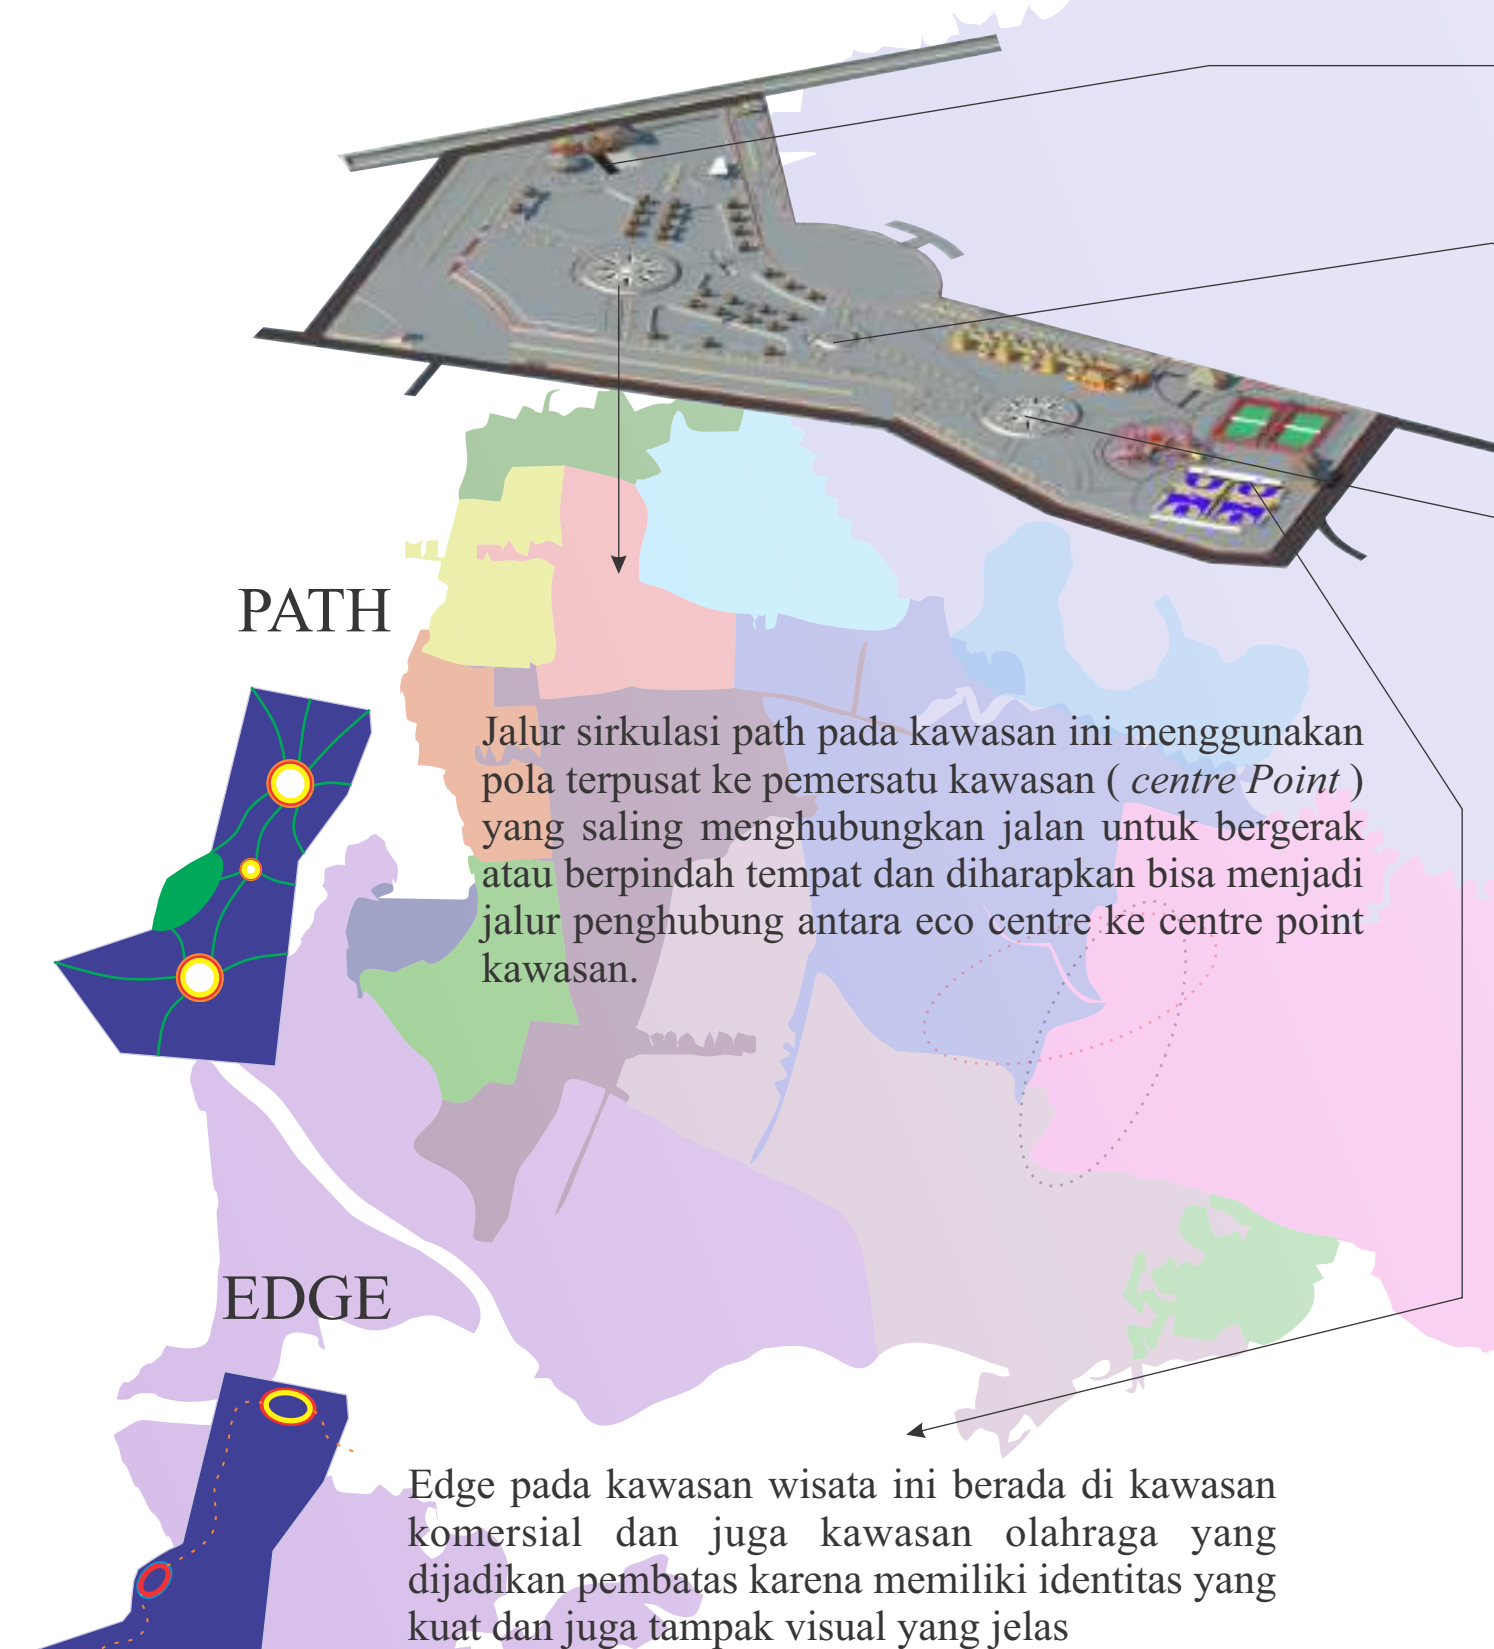 PATH
Jalur sirkulasi path pada kawasan ini menggunakan
pola terpusat ke pemersatu kawasan ( centre Point )
yang saling menghubungkan jalan untuk bergerak
atau berpindah tempat dan diharapkan bisa menjadi
jalur penghubung antara eco centre ke centre point
kawasan.
EDGE
Edge pada kawasan wisata ini berada di kawasan
komersial dan juga kawasan olahraga yang
dijadikan pembatas karena memiliki identitas yang
kuat dan juga tampak visual yang jelas